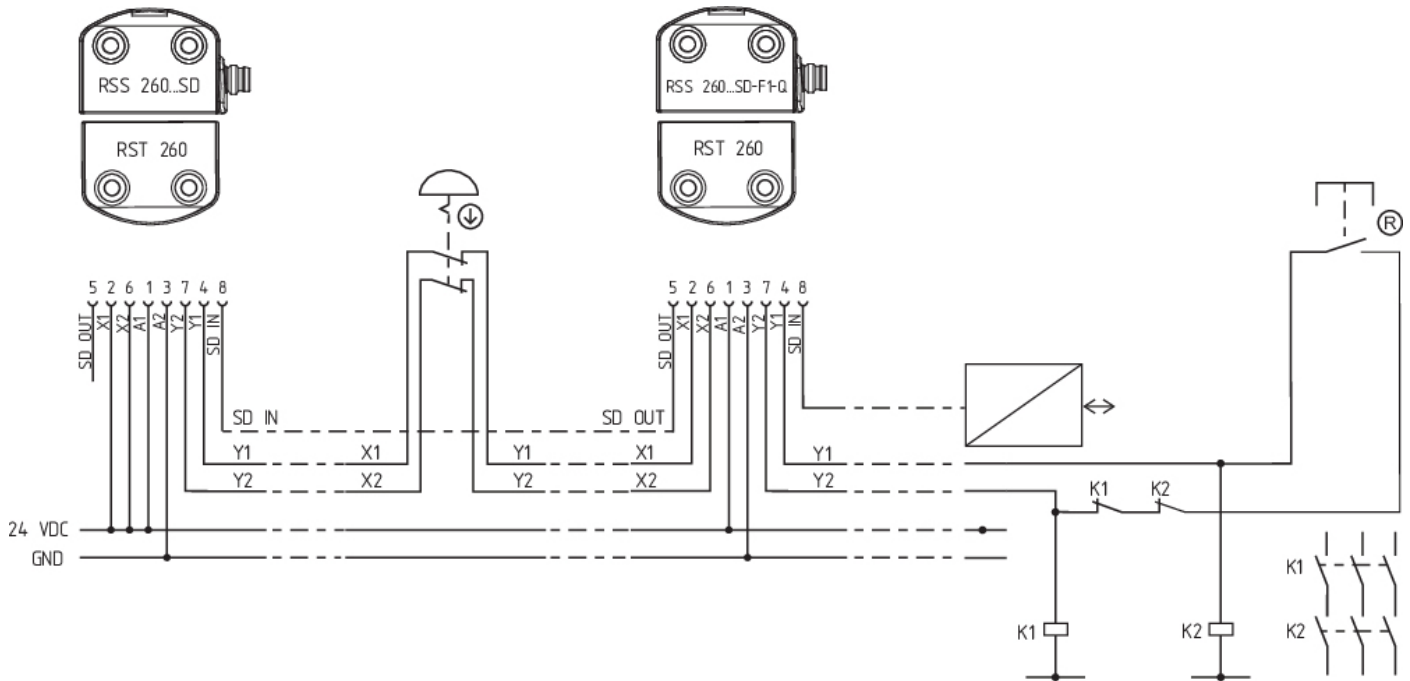 RSS 260...SD
RST 260
RSS 260...SD-F1-Q
RST 260
R
5 2 6 1 3 7 4 8
SD OUT
X1
X2
A1
A2
Y2
Y1
SD IN
5 2 6 1 3 7 4 8
SD OUT
X1
X2
A1
A2
Y2
Y1
SD IN
SD IN SD OUT
Y1 X1 Y1 X1 Y1
Y2 X2 Y2 X2 Y2
K1 K2
24 VDC
GND
K1
K2
K1 K2